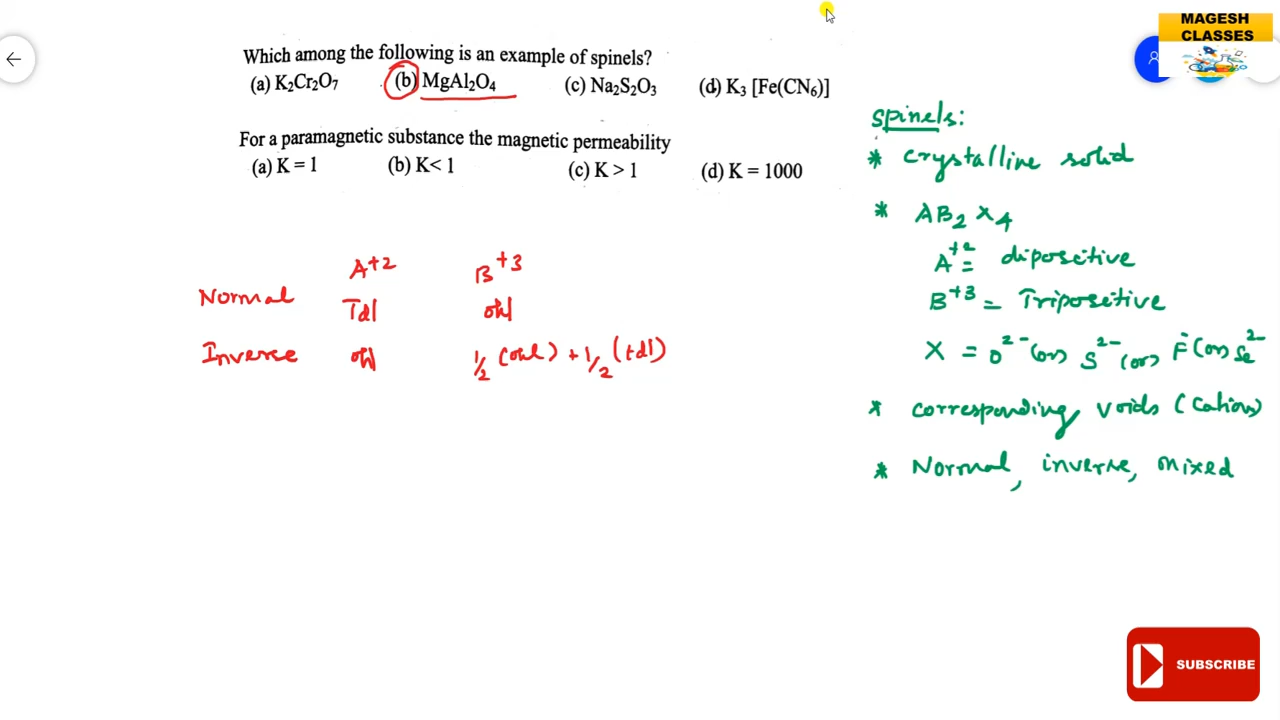 MAGESH
CLASSES
Which among the following is an example of spinels?
(a) K₂Cr₂O₇ (b) MgAl₂O₄ (c) Na₂S₂O₃ (d) K₃ [Fe(CN₆)]
For a paramagnetic substance the magnetic permeability
(a) K = 1 (b) K< 1 (c) K > 1 (d) K = 1000
spinels:
* crystalline solid
* AB₂X₄
A⁺² = dipositive
B⁺³ = Tripositive
X = O²⁻ (or) S²⁻ (or) F⁻ (or) Se²⁻
* corresponding voids (cations)
* Normal, inverse, mixed
A⁺² B⁺³
Normal Tdl ohl
Inverse ohl 1/2 (ohl) + 1/2 (tdl)
SUBSCRIBE